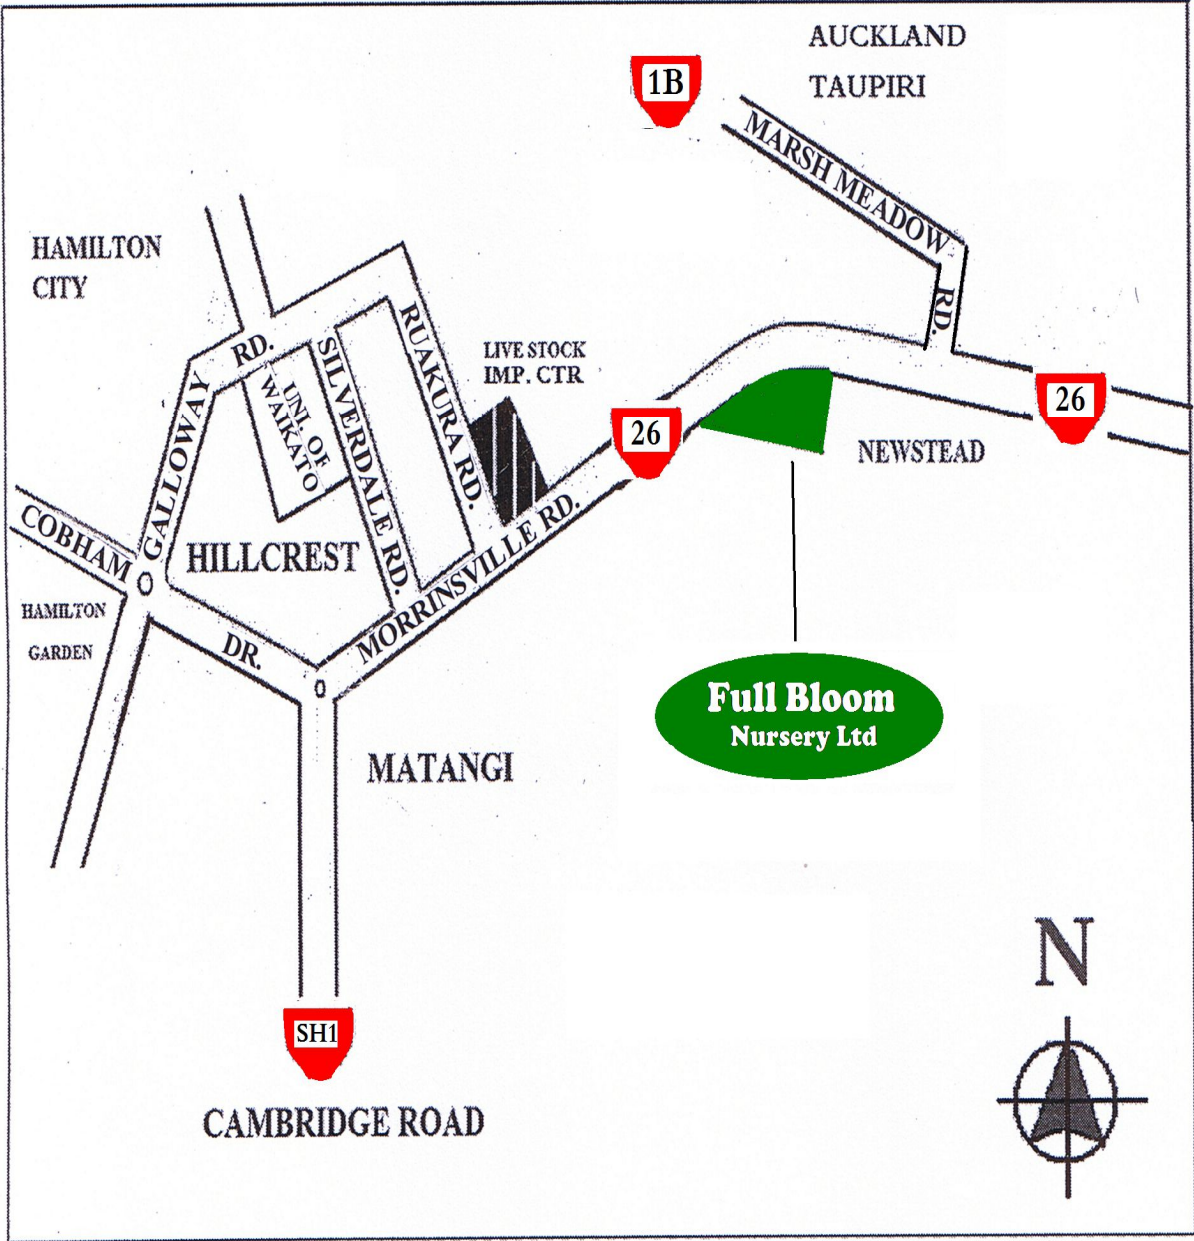 AUCKLAND
TAUPIRI
1B
MARSH MEADOW
RD.
HAMILTON
CITY
GALLOWAY
RD.
UNI. OF
WAIKATO
SILVERDALE RD.
RUAKURA RD.
LIVE STOCK
IMP. CTR
26
26
NEWSTEAD
COBHAM
DR.
HILLCREST
MORRINSVILLE RD.
HAMILTON
GARDEN
Full Bloom
Nursery Ltd
MATANGI
N
SH1
CAMBRIDGE ROAD